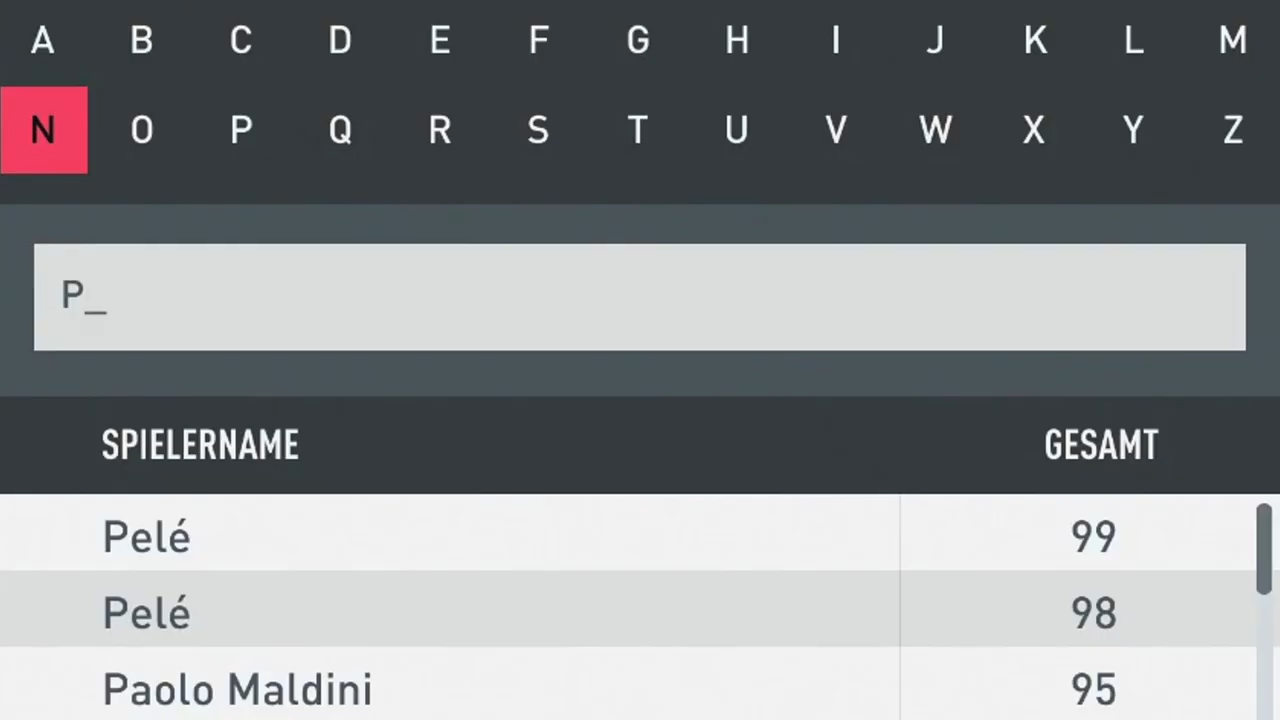 A B C D E F G H I J K L M
N O P Q R S T U V W X Y Z
P_
SPIELERNAME GESAMT
Pelé 99
Pelé 98
Paolo Maldini 95